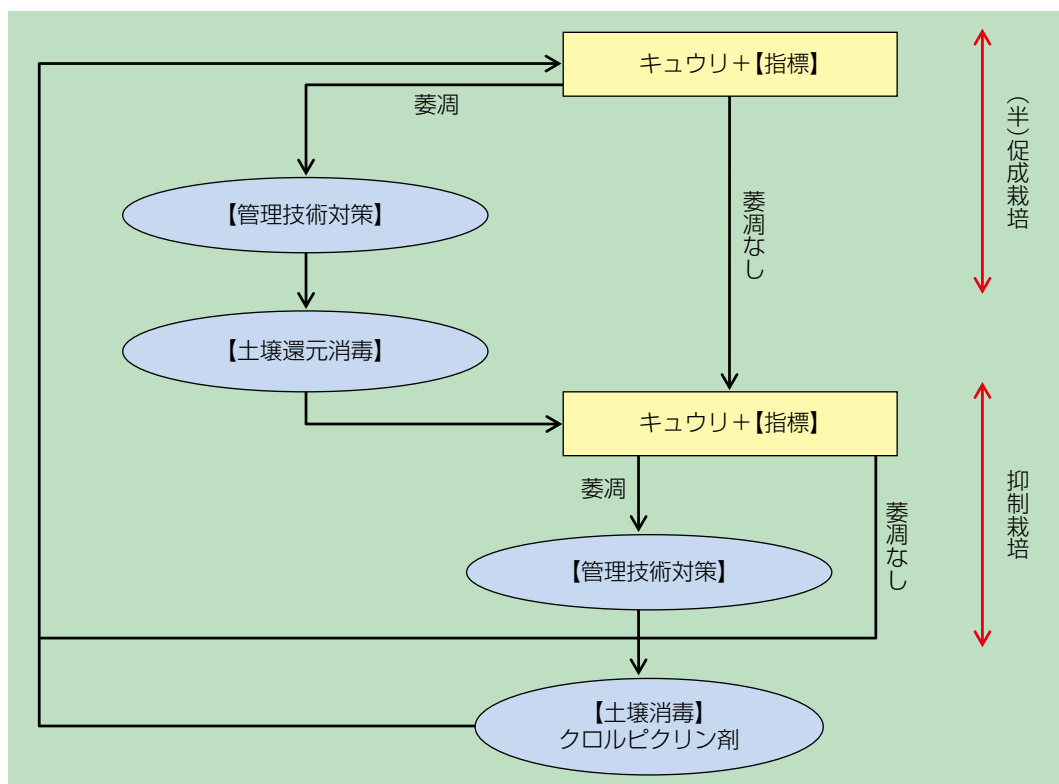 キュウリ+【指標】
萎凋
萎凋なし
(半)促成栽培
【管理技術対策】
【土壌還元消毒】
キュウリ+【指標】
萎凋
萎凋なし
抑制栽培
【管理技術対策】
【土壌消毒】
クロルピクリン剤